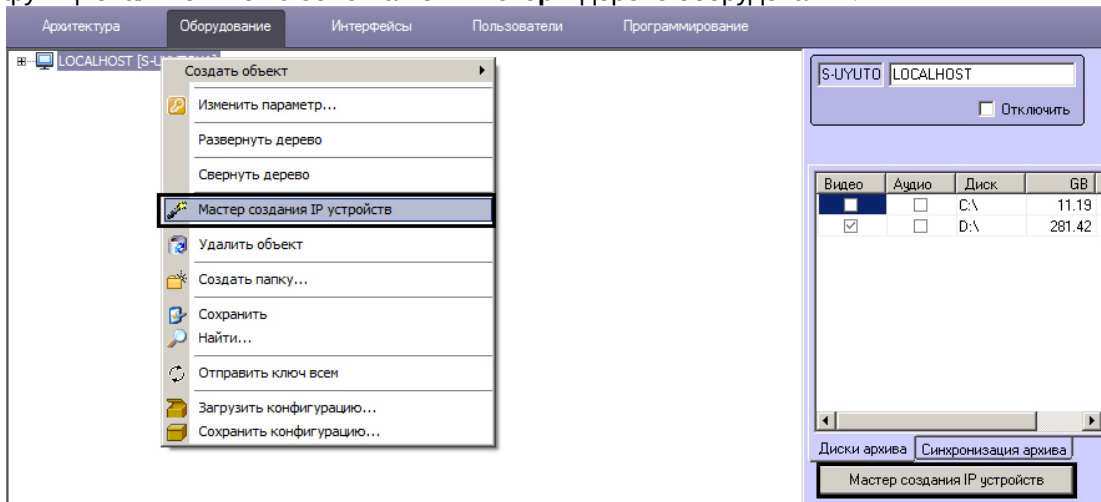 Архитектура Оборудование Интерфейсы Пользователи Программирование
LOCALHOST
Создать объект
Изменить параметр...
Развернуть дерево
Свернуть дерево
Мастер создания IP устройств
Удалить объект
Создать папку...
Сохранить
Найти...
Отправить ключ всем
Загрузить конфигурацию...
Сохранить конфигурацию...
S-UYUTO LOCALHOST
Отключить
Видео Аудио Диск GB
C:\ 11.19
D:\ 281.42
Диски архива Синхронизация архива
Мастер создания IP устройств